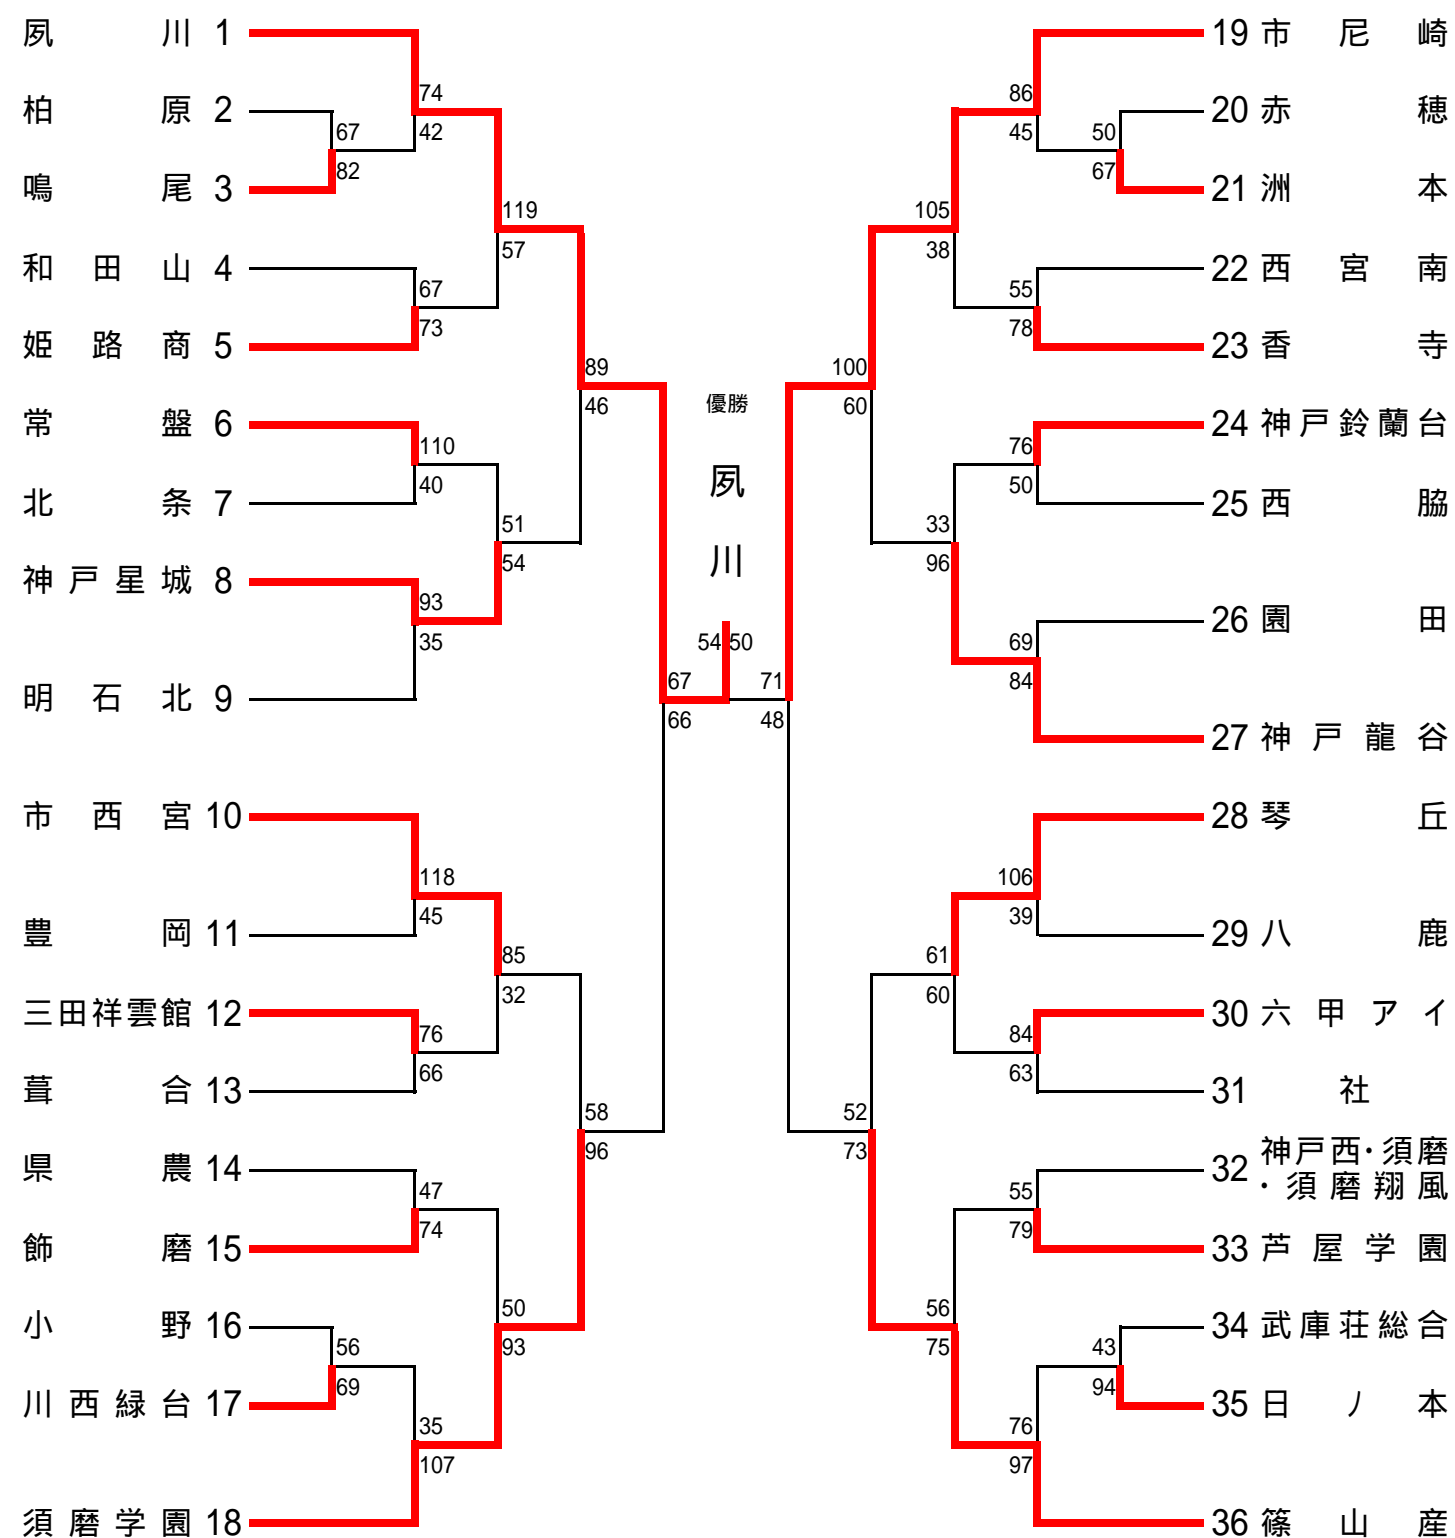 夙川 1
74
42
柏原 2
67
82
鳴尾 3
119
57
和田山 4
67
73
姫路商 5
89
46
常盤 6
110
40
北条 7
51
54
神戸星城 8
93
35
明石北 9
67
66
市西宮 10
118
45
豊岡 11
85
32
三田祥雲館 12
76
66
葺合 13
58
96
県農 14
47
74
飾磨 15
50
93
小野 16
56
69
川西緑台 17
35
107
須磨学園 18
優勝
夙川
54 50
19 市尼崎
86
45
20 赤穂
50
67
21 洲本
105
38
22 西宮南
55
78
23 香寺
100
60
24 神戸鈴蘭台
76
50
25 西脇
33
96
26 園田
69
84
27 神戸龍谷
71
48
28 琴丘
106
39
29 八鹿
61
60
30 六甲アイ
84
63
31 社
52
73
32 神戸西・須磨
・須磨翔風
55
79
33 芦屋学園
56
75
34 武庫荘総合
43
94
35 日ノ本
76
97
36 篠山産